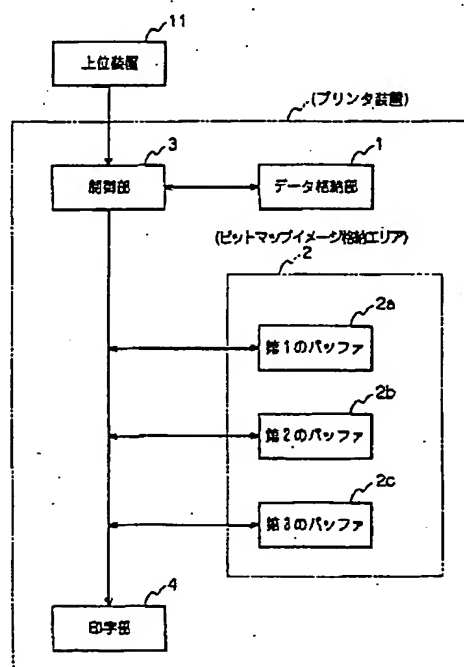 11
上位装置
(プリンタ装置)
3
制御部
1
データ格納部
(ビットマップイメージ格納エリア)
2
2a
第1のバッファ
2b
第2のバッファ
2c
第3のバッファ
4
印字部